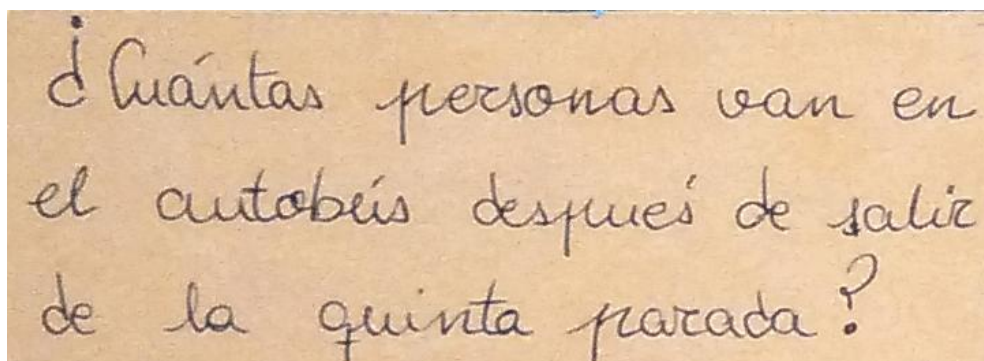 ¿Cuántas personas van en
el autobús después de salir
de la quinta parada?